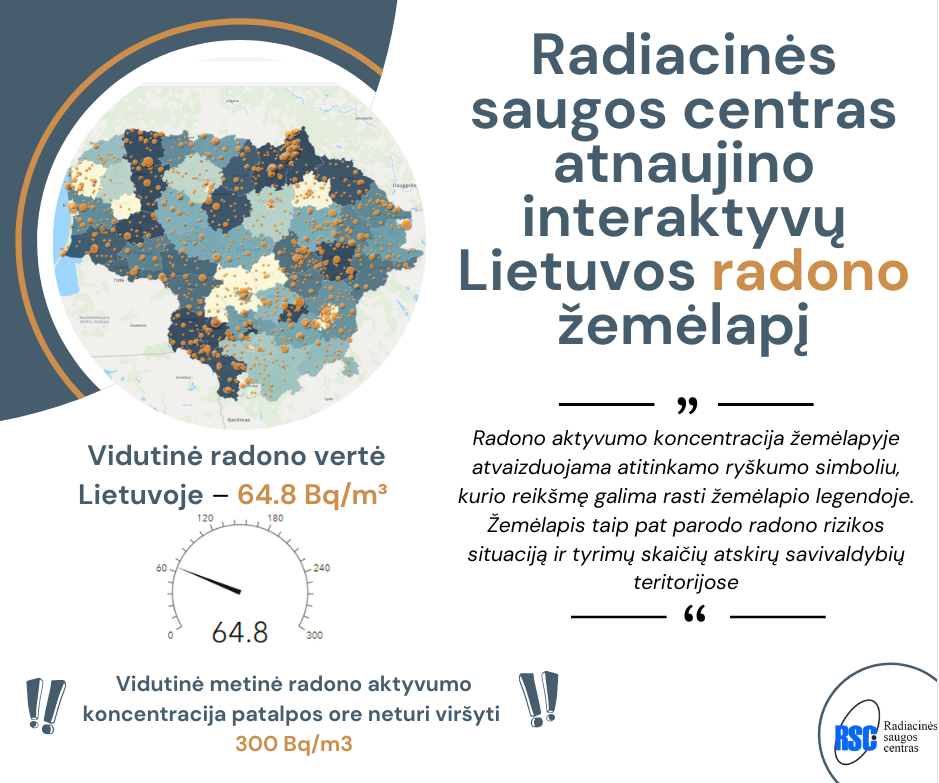 Radiacinės
saugos centras
atnaujino
interaktyvų
Lietuvos radono
žemėlapį
Daugpilis
Tilžė
Gardinas
Vidutinė radono vertė
Lietuvoje – 64.8 Bq/m³
120
180
60
240
0
300
64.8
”
Radono aktyvumo koncentracija žemėlapyje
atvaizduojama atitinkamo ryškumo simboliu,
kurio reikšmę galima rasti žemėlapio legendoje.
Žemėlapis taip pat parodo radono rizikos
situaciją ir tyrimų skaičių atskirų savivaldybių
teritorijose
“
!!
Vidutinė metinė radono aktyvumo
koncentracija patalpos ore neturi viršyti
300 Bq/m3
!!
RSC
Radiacinės
saugos
centras